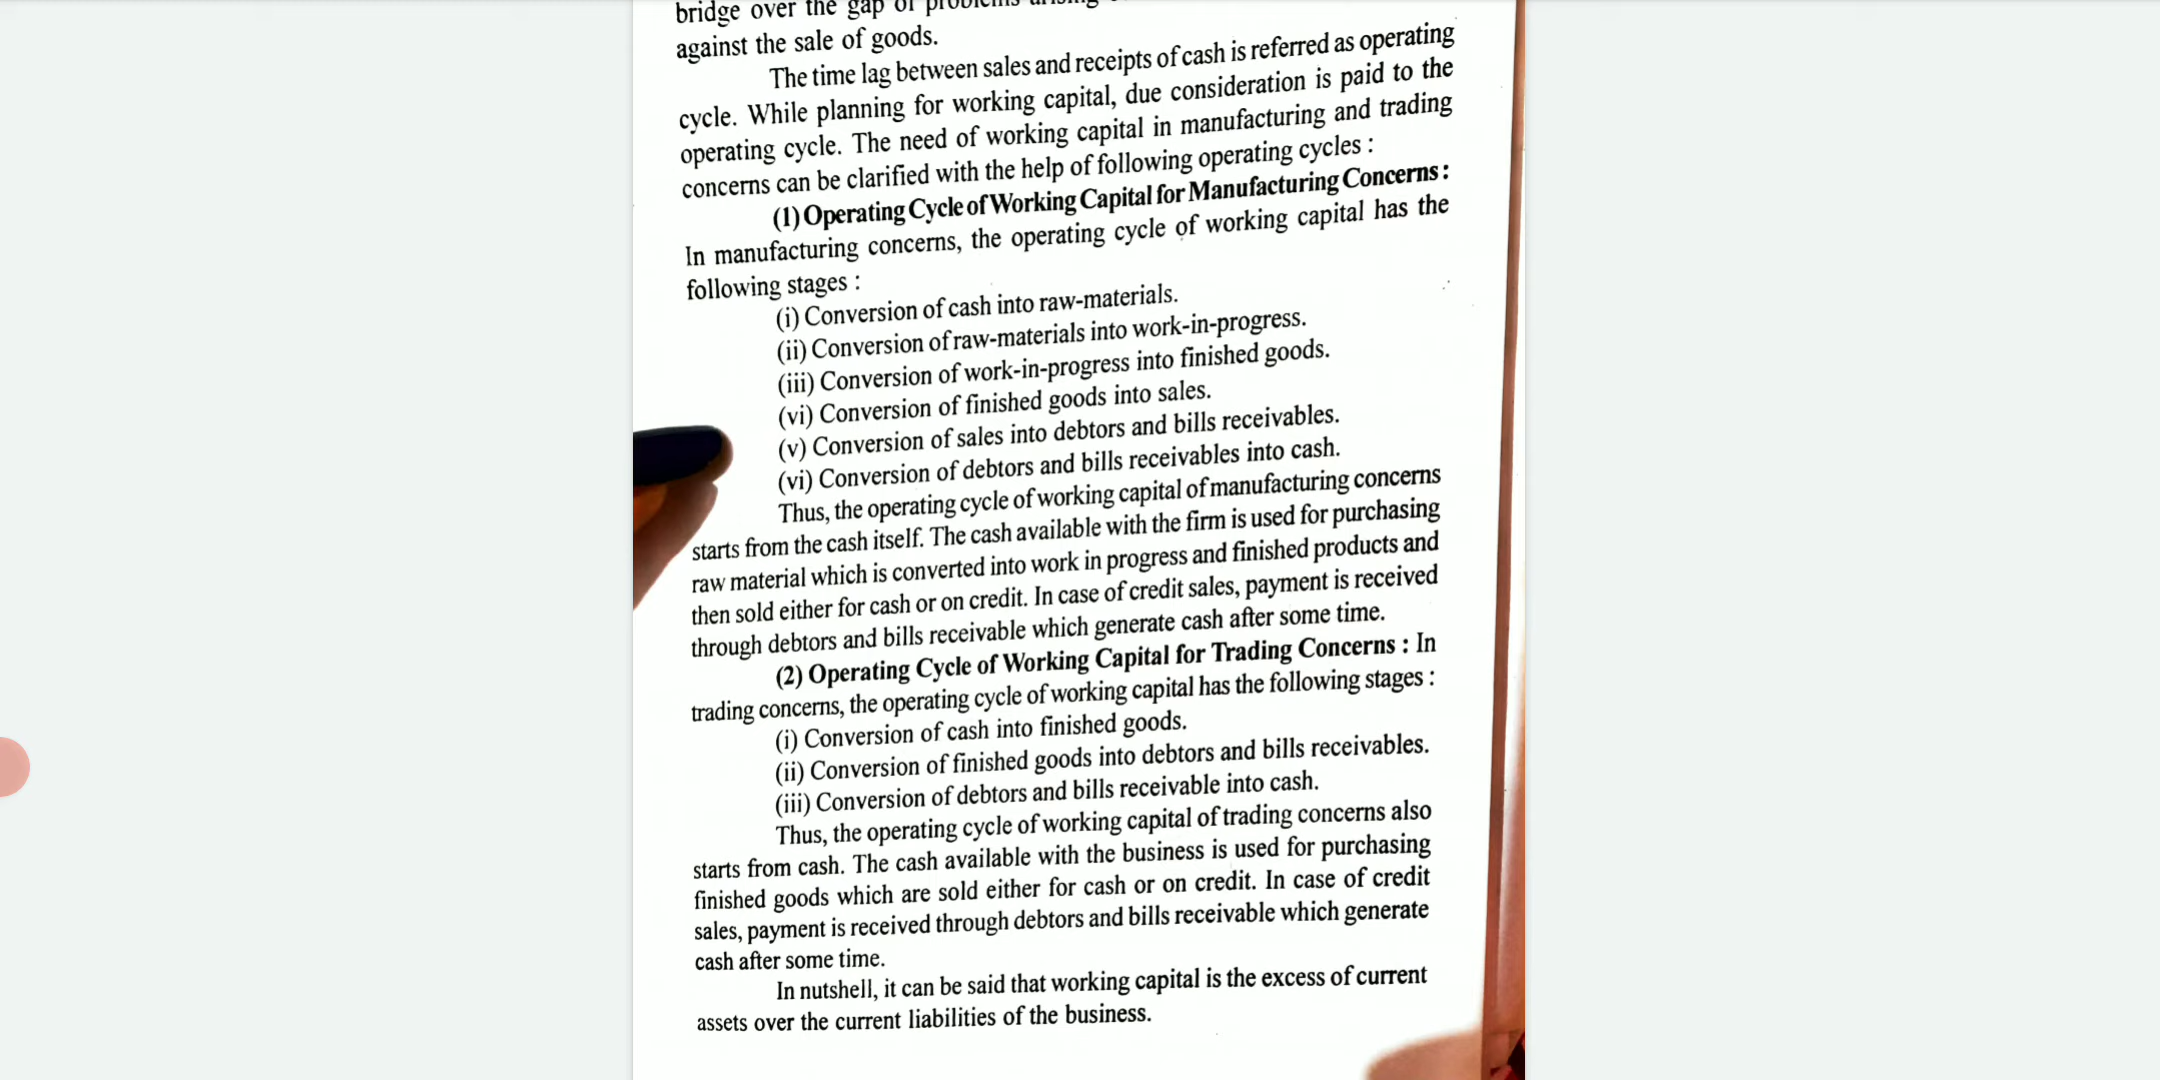 bridge over the gap of problems arising
against the sale of goods.
The time lag between sales and receipts of cash is referred as operating
cycle. While planning for working capital, due consideration is paid to the
operating cycle. The need of working capital in manufacturing and trading
concerns can be clarified with the help of following operating cycles :
(1) Operating Cycle of Working Capital for Manufacturing Concerns :
In manufacturing concerns, the operating cycle of working capital has the
following stages :
(i) Conversion of cash into raw-materials.
(ii) Conversion of raw-materials into work-in-progress.
(iii) Conversion of work-in-progress into finished goods.
(vi) Conversion of finished goods into sales.
(v) Conversion of sales into debtors and bills receivables.
(vi) Conversion of debtors and bills receivables into cash.
Thus, the operating cycle of working capital of manufacturing concerns
starts from the cash itself. The cash available with the firm is used for purchasing
raw material which is converted into work in progress and finished products and
then sold either for cash or on credit. In case of credit sales, payment is received
through debtors and bills receivable which generate cash after some time.
(2) Operating Cycle of Working Capital for Trading Concerns : In
trading concerns, the operating cycle of working capital has the following stages :
(i) Conversion of cash into finished goods.
(ii) Conversion of finished goods into debtors and bills receivables.
(iii) Conversion of debtors and bills receivable into cash.
Thus, the operating cycle of working capital of trading concerns also
starts from cash. The cash available with the business is used for purchasing
finished goods which are sold either for cash or on credit. In case of credit
sales, payment is received through debtors and bills receivable which generate
cash after some time.
In nutshell, it can be said that working capital is the excess of current
assets over the current liabilities of the business.